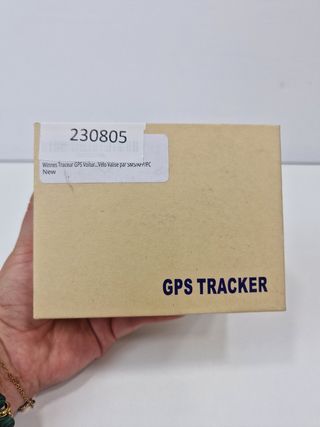 230805
Winnes Traceur GPS Voitur...Vélo Valise par SMS/APP/PC
New
GPS TRACKER